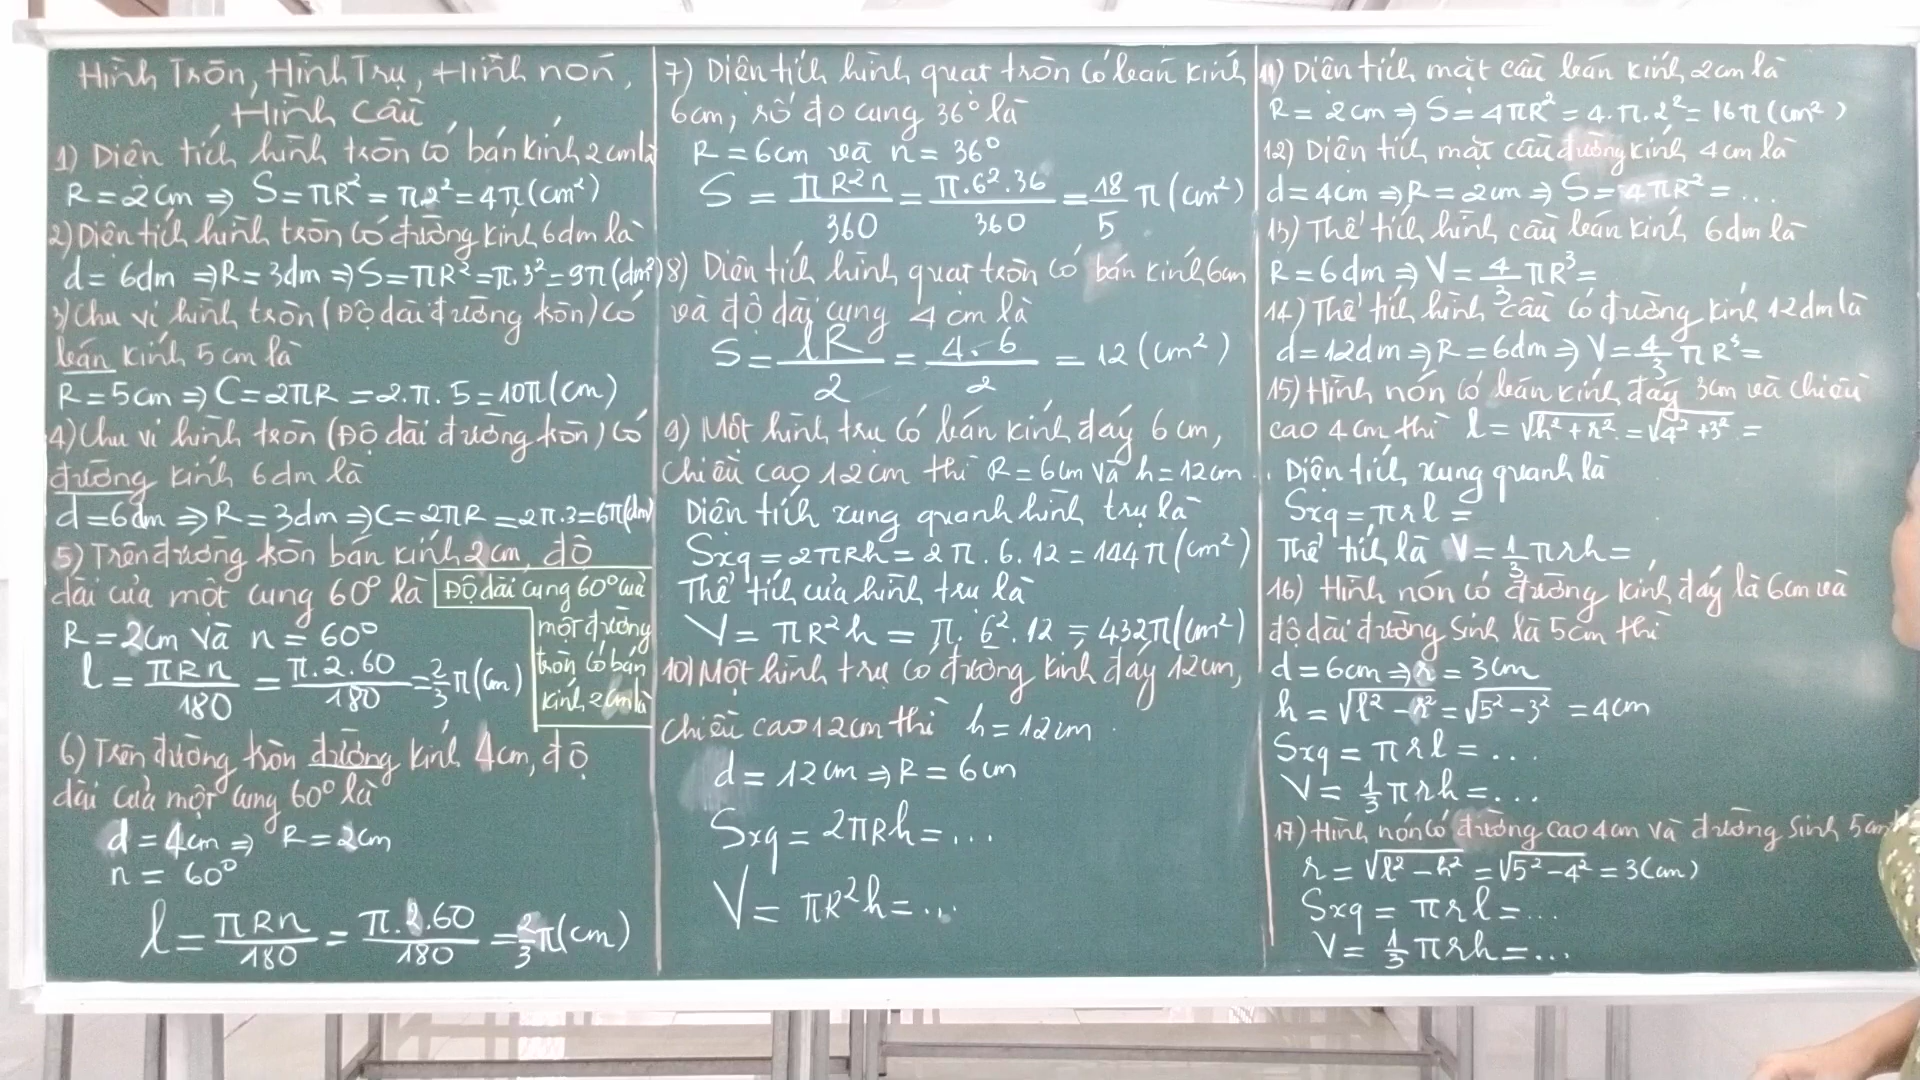 Hình Tròn, Hình Trụ, Hình nón,
Hình Cầu
1) Diện tích hình tròn có bán kính 2cm là
R = 2cm ⇒ S = πR² = π.2² = 4π(cm²)
2) Diện tích hình tròn có đường kính 6dm là
d = 6dm ⇒ R = 3dm ⇒ S = πR² = π.3² = 9π(dm²)
3) Chu vi hình tròn (Độ dài đường tròn) có
bán kính 5cm là
R = 5cm ⇒ C = 2πR = 2.π.5 = 10π(cm)
4) Chu vi hình tròn (Độ dài đường tròn) có
đường kính 6dm là
d = 6dm ⇒ R = 3dm ⇒ C = 2πR = 2π.3 = 6π(dm)
5) Trên đường tròn bán kính 2cm, độ
dài của một cung 60° là
Độ dài cung 60° của
một đường
tròn có bán
kính 2cm là
R = 2cm và n = 60°
l = πRn/180 = π.2.60/180 = 2/3 π(cm)
6) Trên đường tròn đường kính 4cm, độ
dài của một cung 60° là
d = 4cm ⇒ R = 2cm
n = 60°
l = πRn/180 = π.2.60/180 = 2/3 π(cm)
7) Diện tích hình quạt tròn có bán kính
6cm, số đo cung 36° là
R = 6cm và n = 36°
S = πR²n/360 = π.6².36/360 = 18/5 π(cm²)
8) Diện tích hình quạt tròn có bán kính 6cm
và độ dài cung 4cm là
S = lR/2 = 4.6/2 = 12(cm²)
9) Một hình trụ có bán kính đáy 6cm,
chiều cao 12cm thì R = 6cm và h = 12cm
Diện tích xung quanh hình trụ là
Sxq = 2πRh = 2π.6.12 = 144π(cm²)
Thể tích của hình trụ là
V = πR²h = π.6².12 = 432π(cm²)
10) Một hình trụ có đường kính đáy 12cm,
chiều cao 12cm thì h = 12cm
d = 12cm ⇒ R = 6cm
Sxq = 2πRh = ...
V = πR²h = ...
11) Diện tích mặt cầu bán kính 2cm là
R = 2cm ⇒ S = 4πR² = 4.π.2² = 16π(cm²)
12) Diện tích mặt cầu đường kính 4cm là
d = 4cm ⇒ R = 2cm ⇒ S = 4πR² = ...
13) Thể tích hình cầu bán kính 6dm là
R = 6dm ⇒ V = 4/3 πR³ =
14) Thể tích hình cầu có đường kính 12dm là
d = 12dm ⇒ R = 6dm ⇒ V = 4/3 πR³ =
15) Hình nón có bán kính đáy 3cm và chiều
cao 4cm thì l = √(h² + r²) = √(4² + 3²) =
Diện tích xung quanh là
Sxq = πrl =
Thể tích là V = 1/3 πrh =
16) Hình nón có đường kính đáy là 6cm và
độ dài đường sinh là 5cm thì
d = 6cm ⇒ r = 3cm
h = √(l² − r²) = √(5² − 3²) = 4cm
Sxq = πrl = ...
V = 1/3 πrh = ...
17) Hình nón có đường cao 4cm và đường sinh 5cm
r = √(l² − h²) = √(5² − 4²) = 3(cm)
Sxq = πrl = ...
V = 1/3 πrh = ...